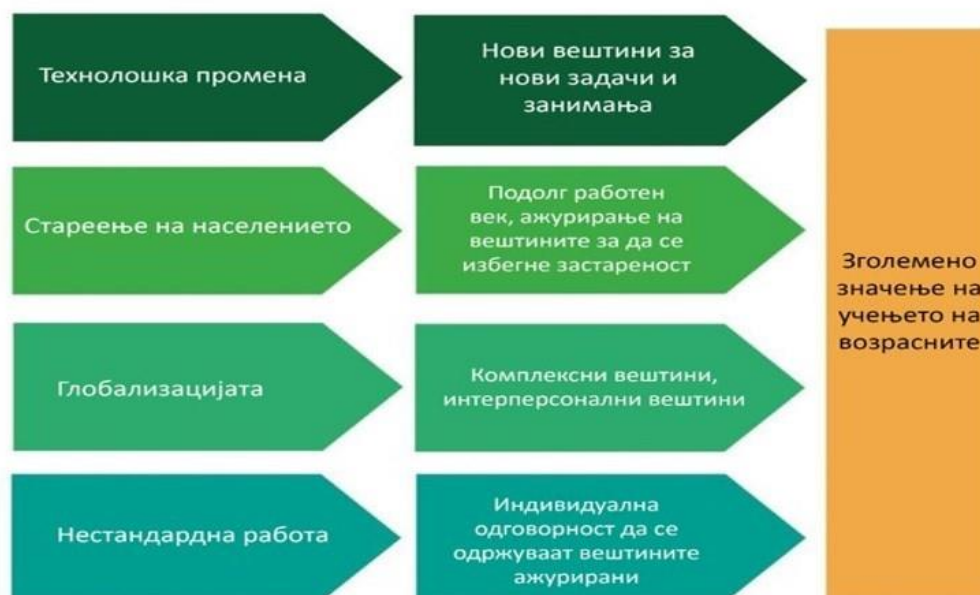 Технолошка промена
Нови вештини за
нови задачи и
занимања
Стареење на населението
Подолг работен
век, ажурирање на
вештините за да се
избегне застареност
Глобализацијата
Комплексни вештини,
интерперсонални вештини
Нестандардна работа
Индивидуална
одговорност да се
одржуваат вештините
ажурирани
Зголемено
значење на
учењето на
возрасните